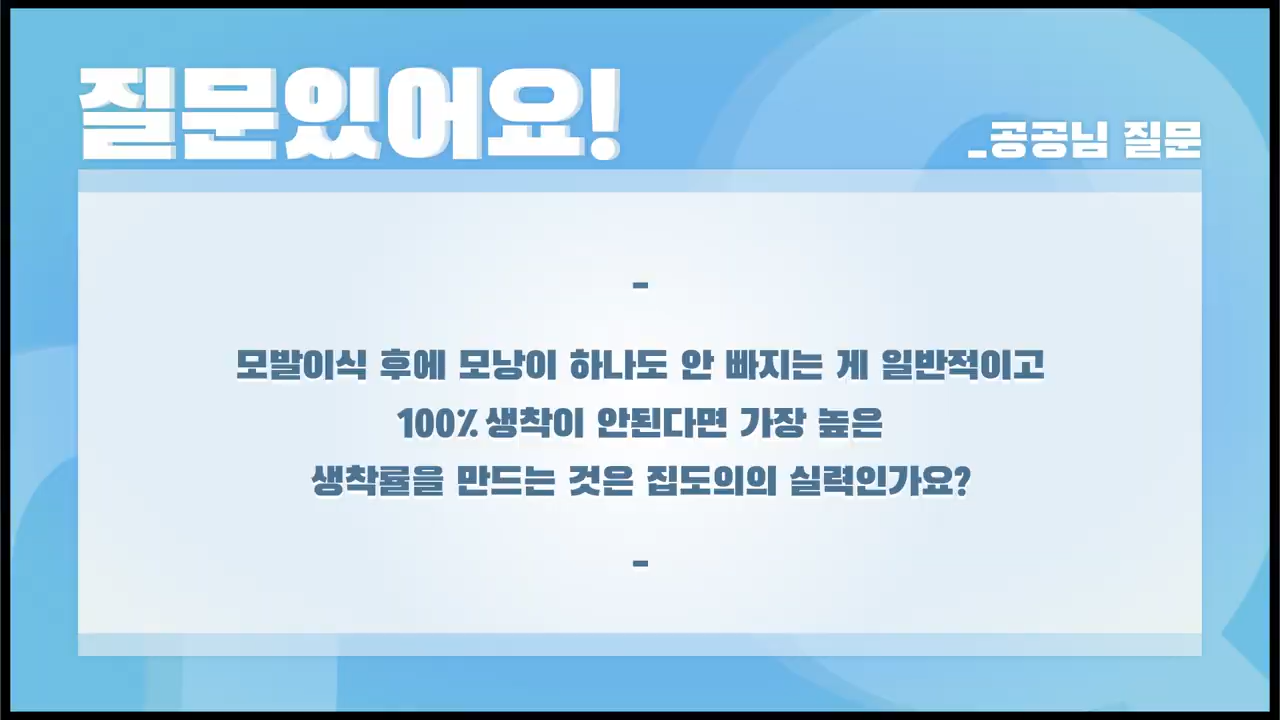 질문있어요!
_공공님 질문
-
모발이식 후에 모낭이 하나도 안 빠지는 게 일반적이고
100% 생착이 안된다면 가장 높은
생착률을 만드는 것은 집도의의 실력인가요?
-